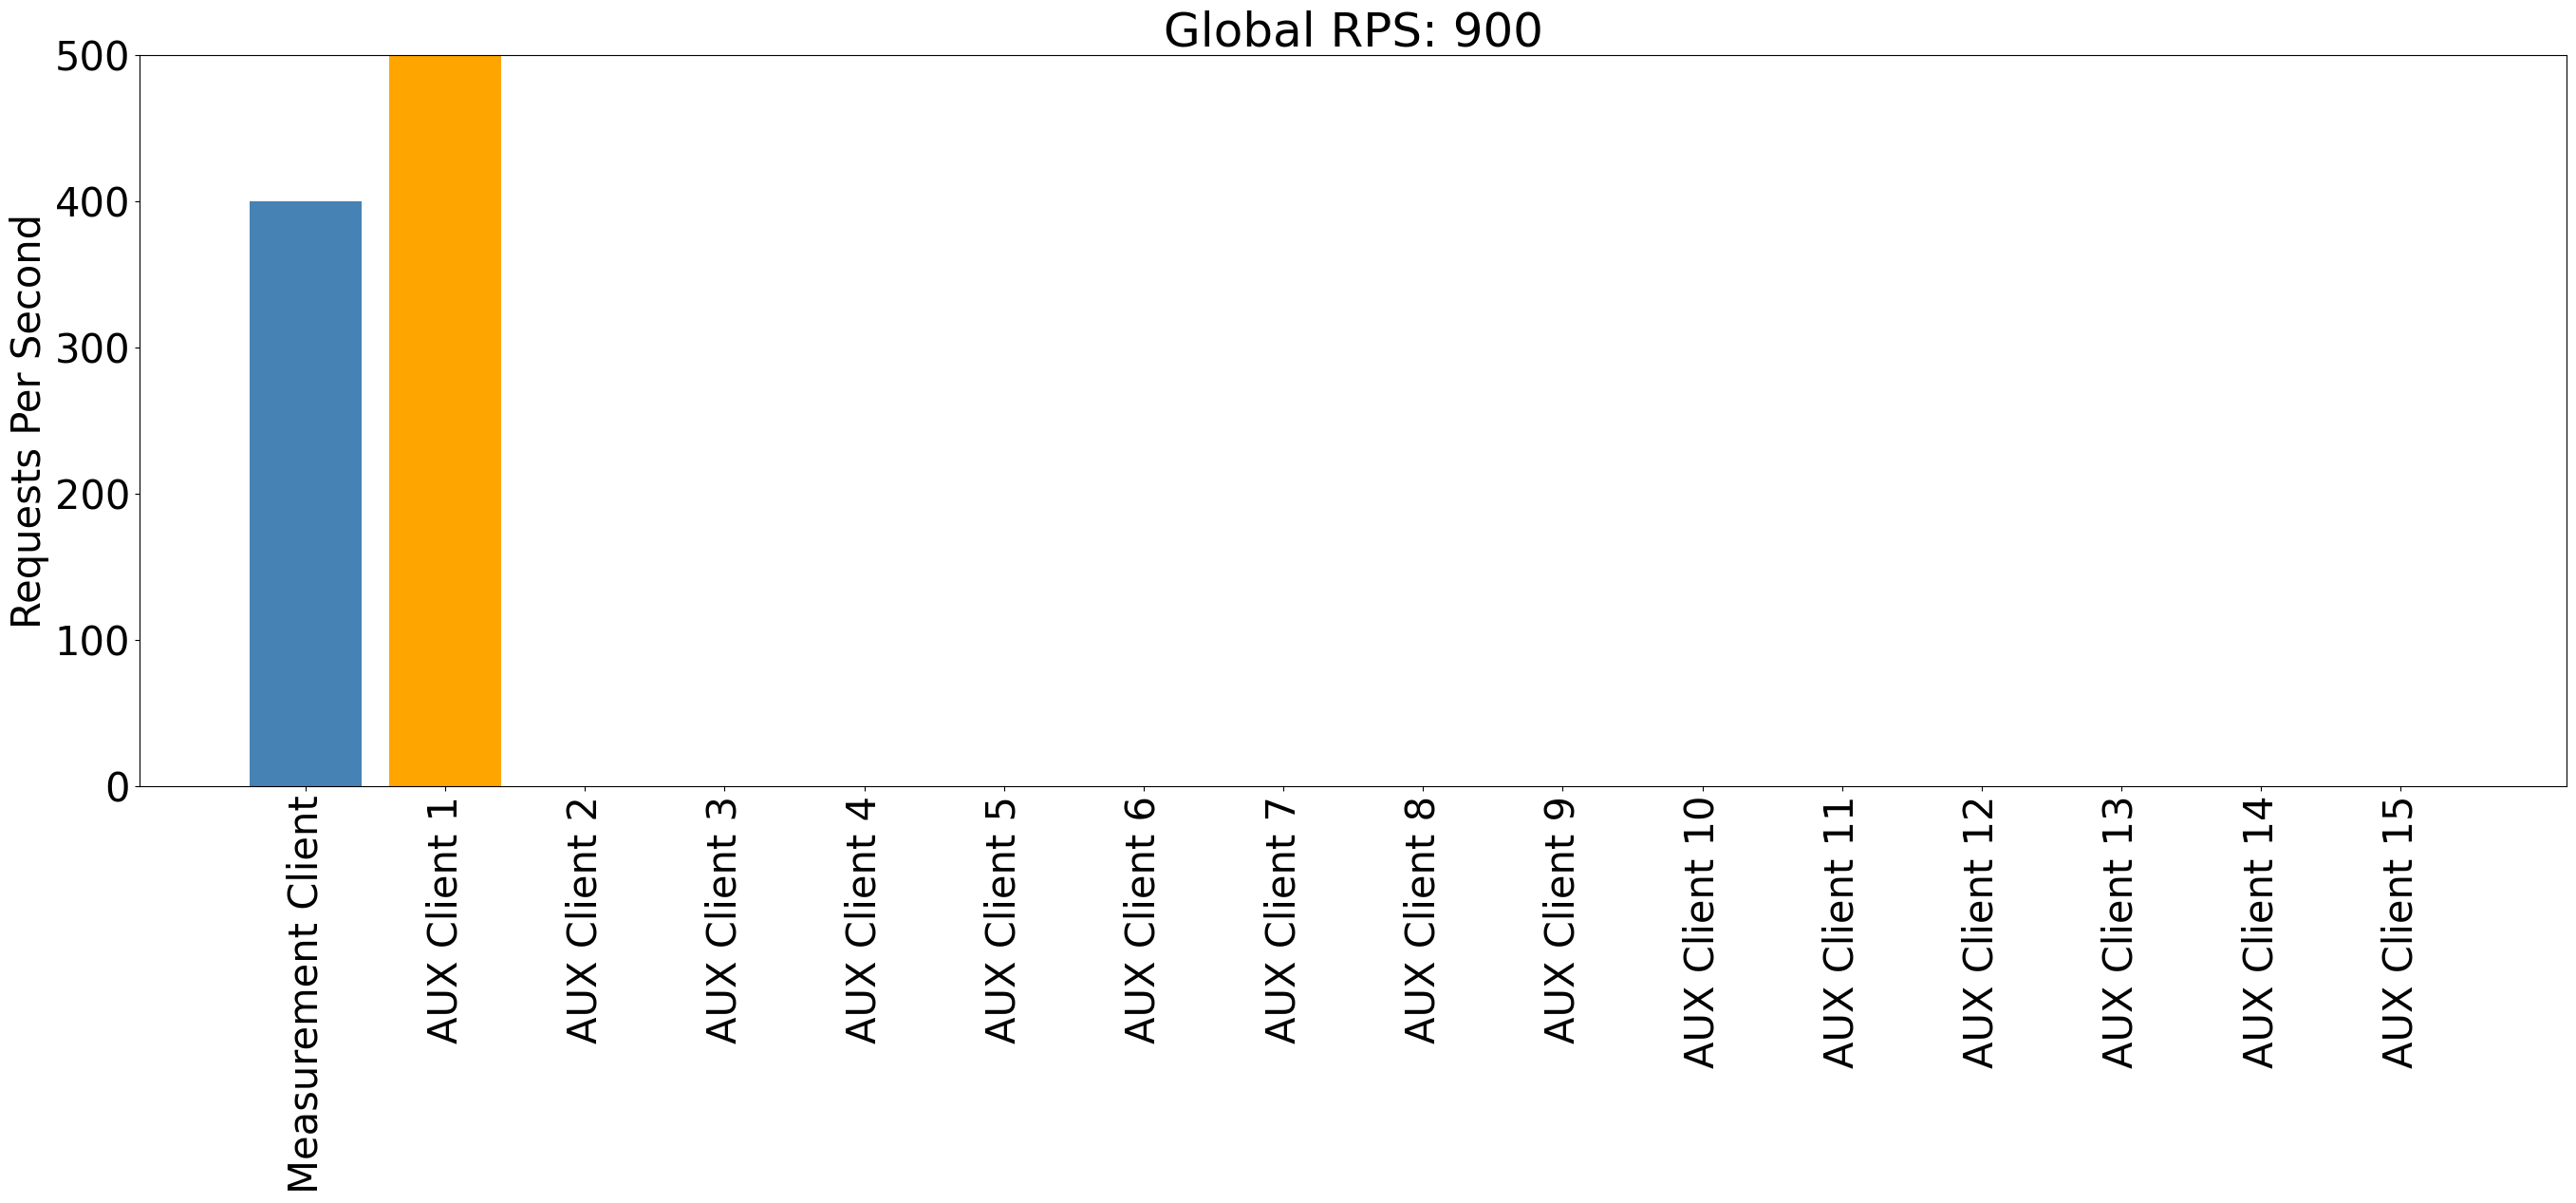 Global RPS: 900
Requests Per Second
500
400
300
200
100
0
Measurement Client
AUX Client 1
AUX Client 2
AUX Client 3
AUX Client 4
AUX Client 5
AUX Client 6
AUX Client 7
AUX Client 8
AUX Client 9
AUX Client 10
AUX Client 11
AUX Client 12
AUX Client 13
AUX Client 14
AUX Client 15